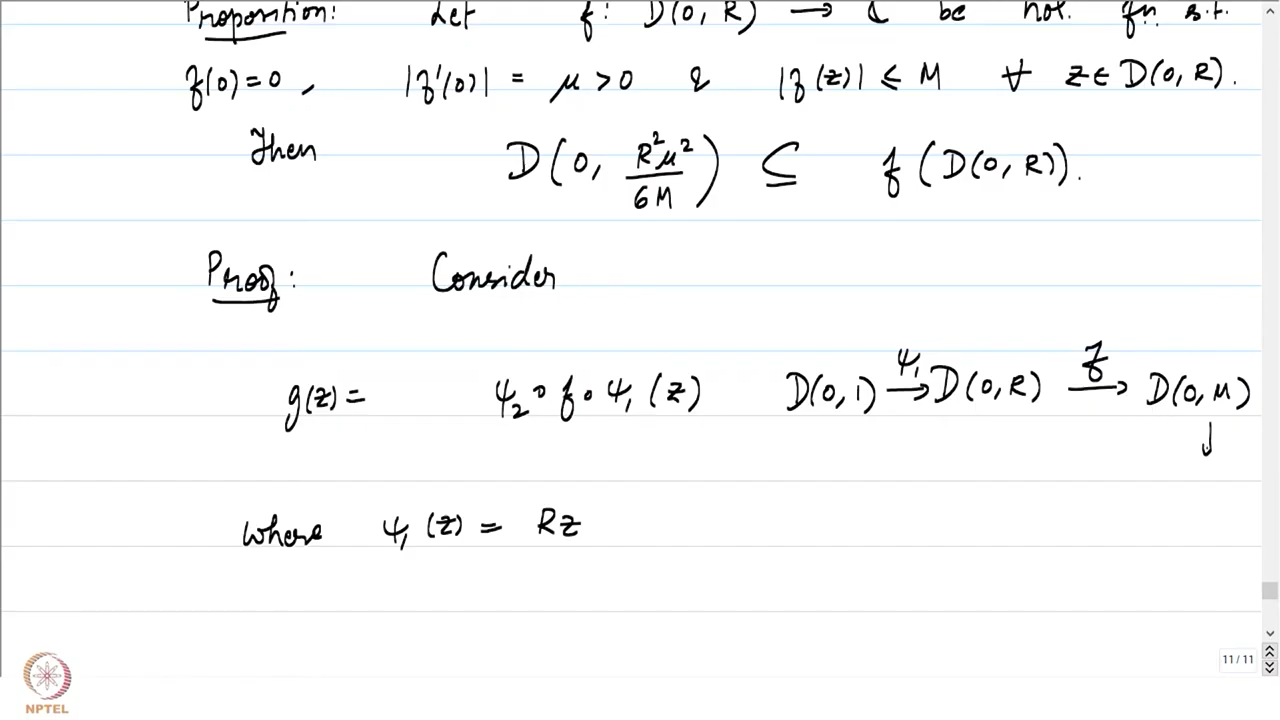 Proposition: Let f: D(0, R) → ℂ be hol. fn. s.t.
f(0)=0, |f'(0)| = μ > 0 & |f(z)| ≤ M ∀ z ∈ D(0, R).
Then D(0, R²μ²/6M) ⊆ f(D(0, R)).
Proof: Consider
g(z) = ψ₂∘f∘ψ₁(z) D(0,1) —ψ₁→ D(0,R) —f→ D(0,M)
↓
where ψ₁(z) = Rz
11/11
NPTEL